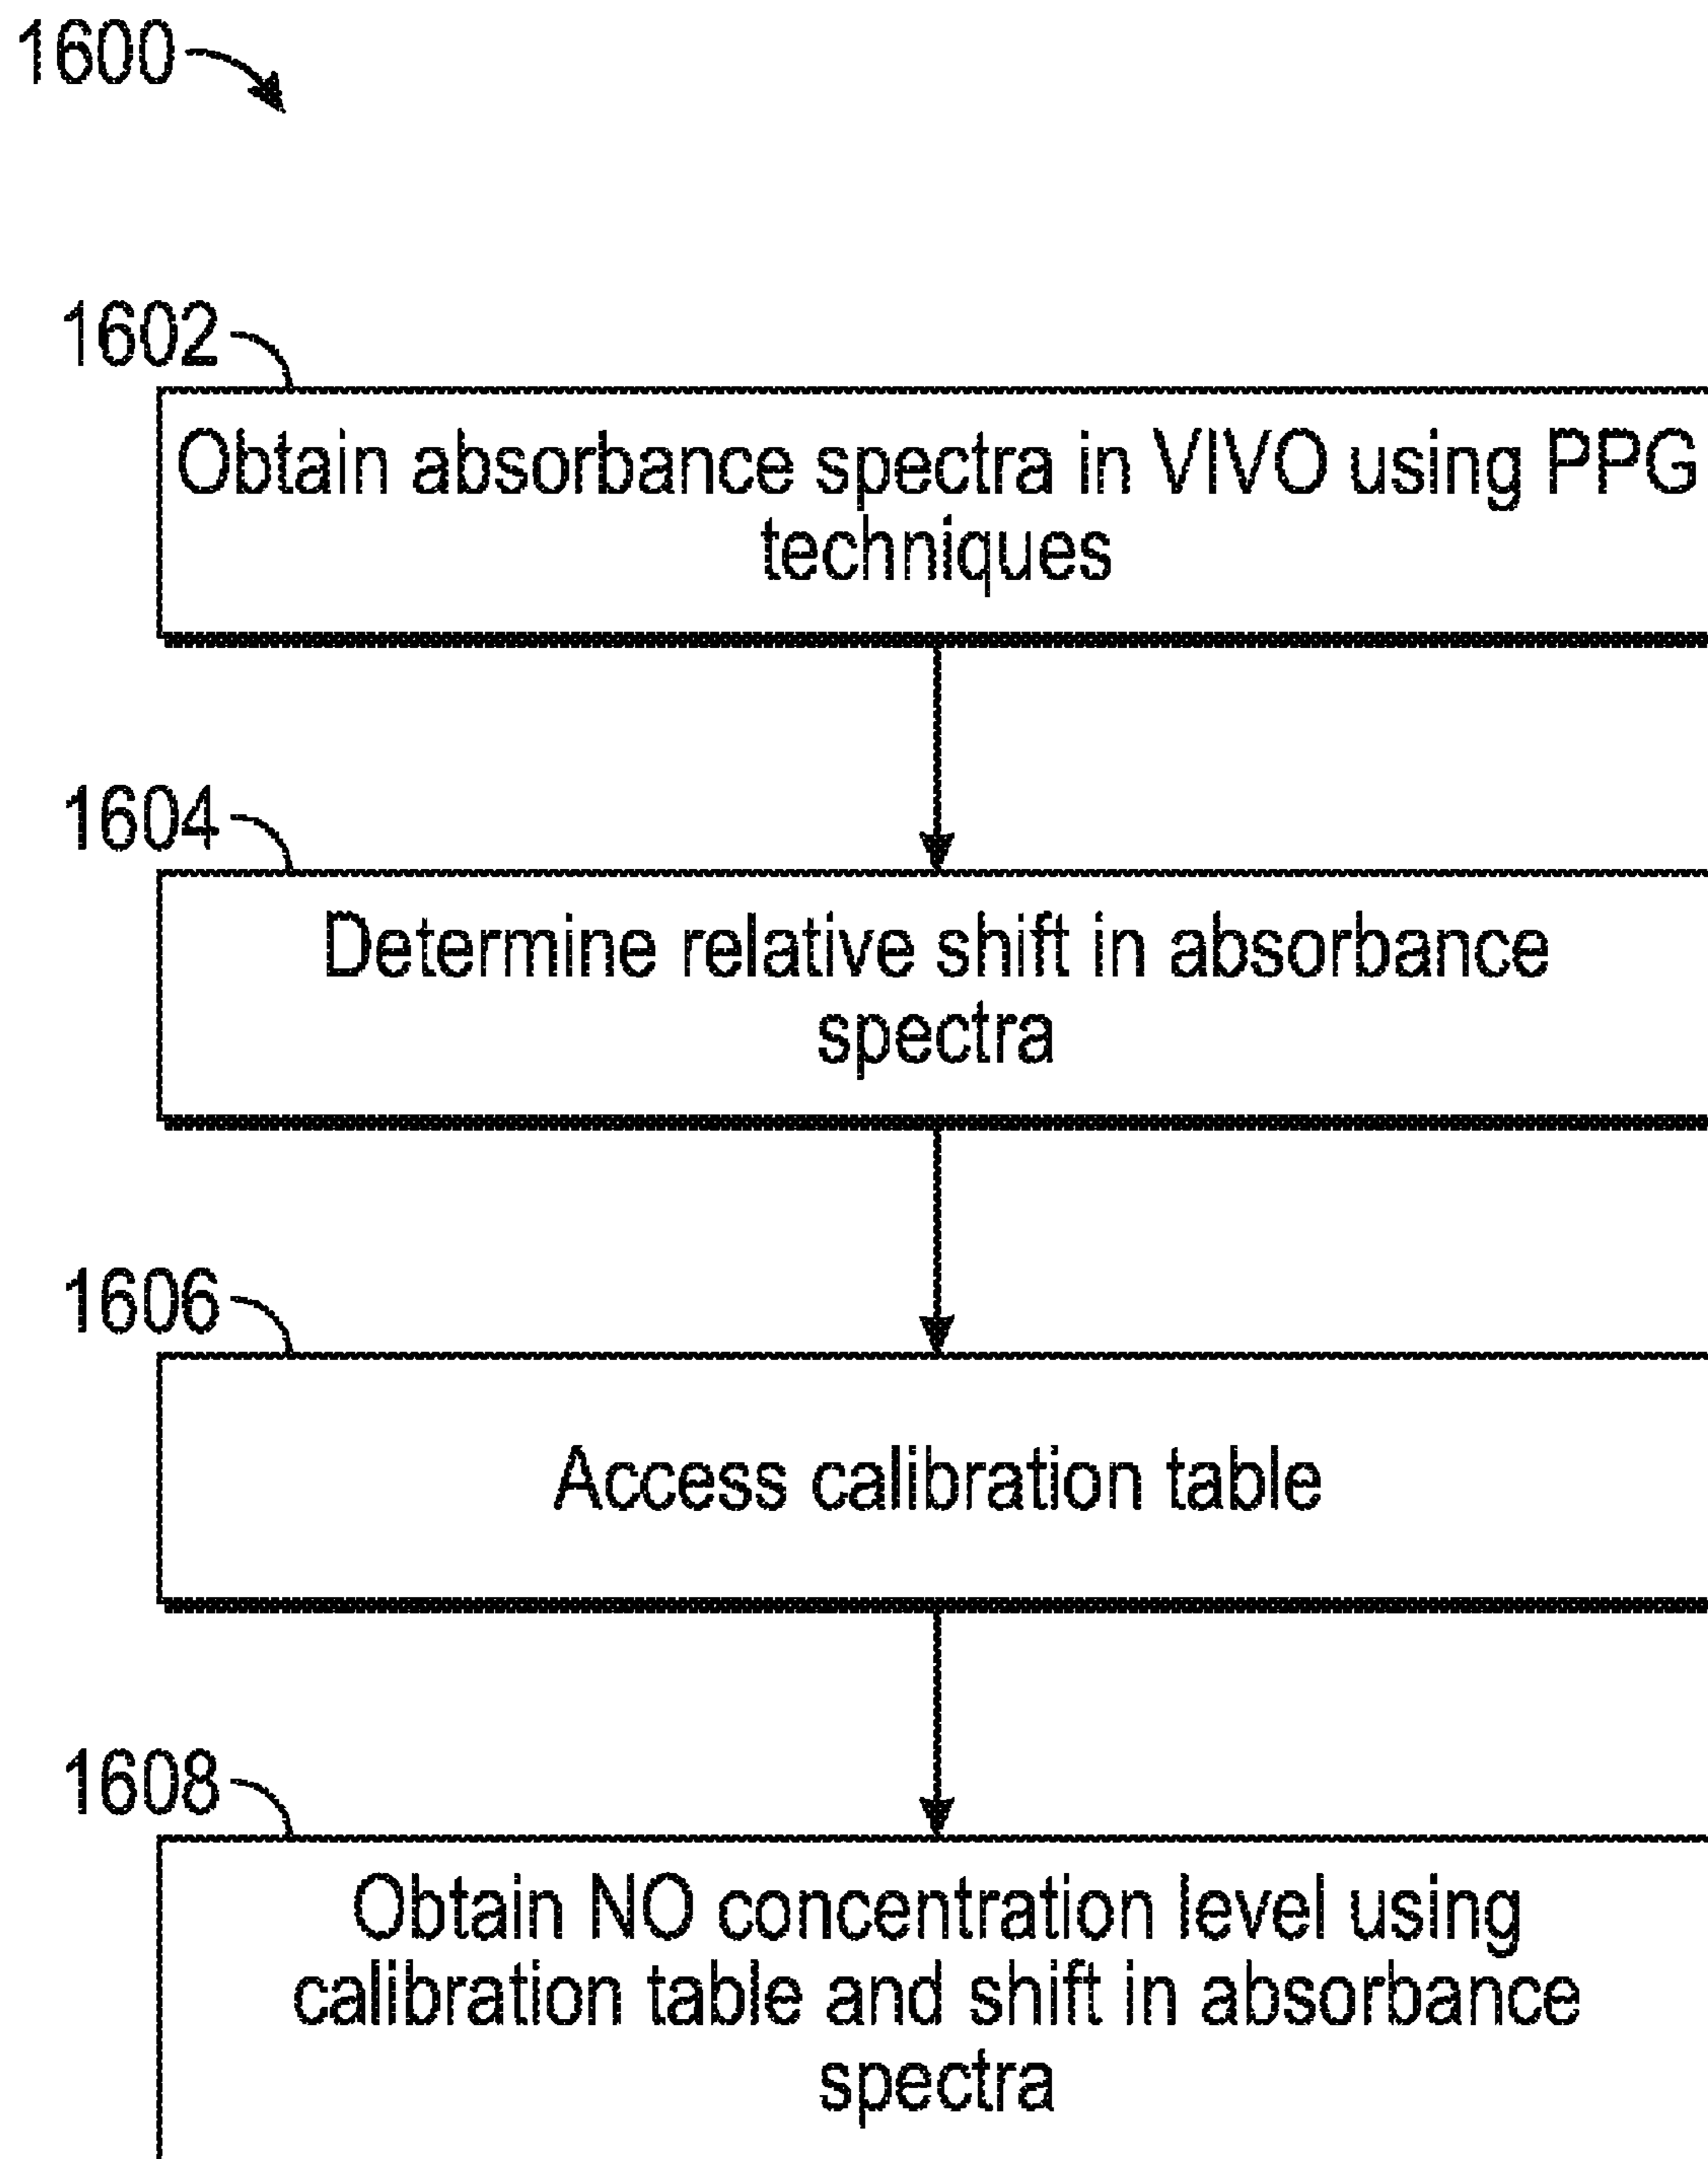 1600
1602
Obtain absorbance spectra in VIVO using PPG
techniques
1604
Determine relative shift in absorbance
spectra
1606
Access calibration table
1608
Obtain NO concentration level using
calibration table and shift in absorbance
spectra